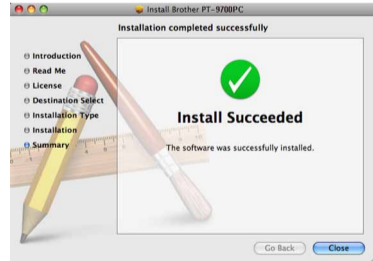 Install Brother PT-9700PC
Installation completed successfully
Introduction
Read Me
License
Destination Select
Installation Type
Installation
Summary
Install Succeeded
The software was successfully installed.
Go Back
Close